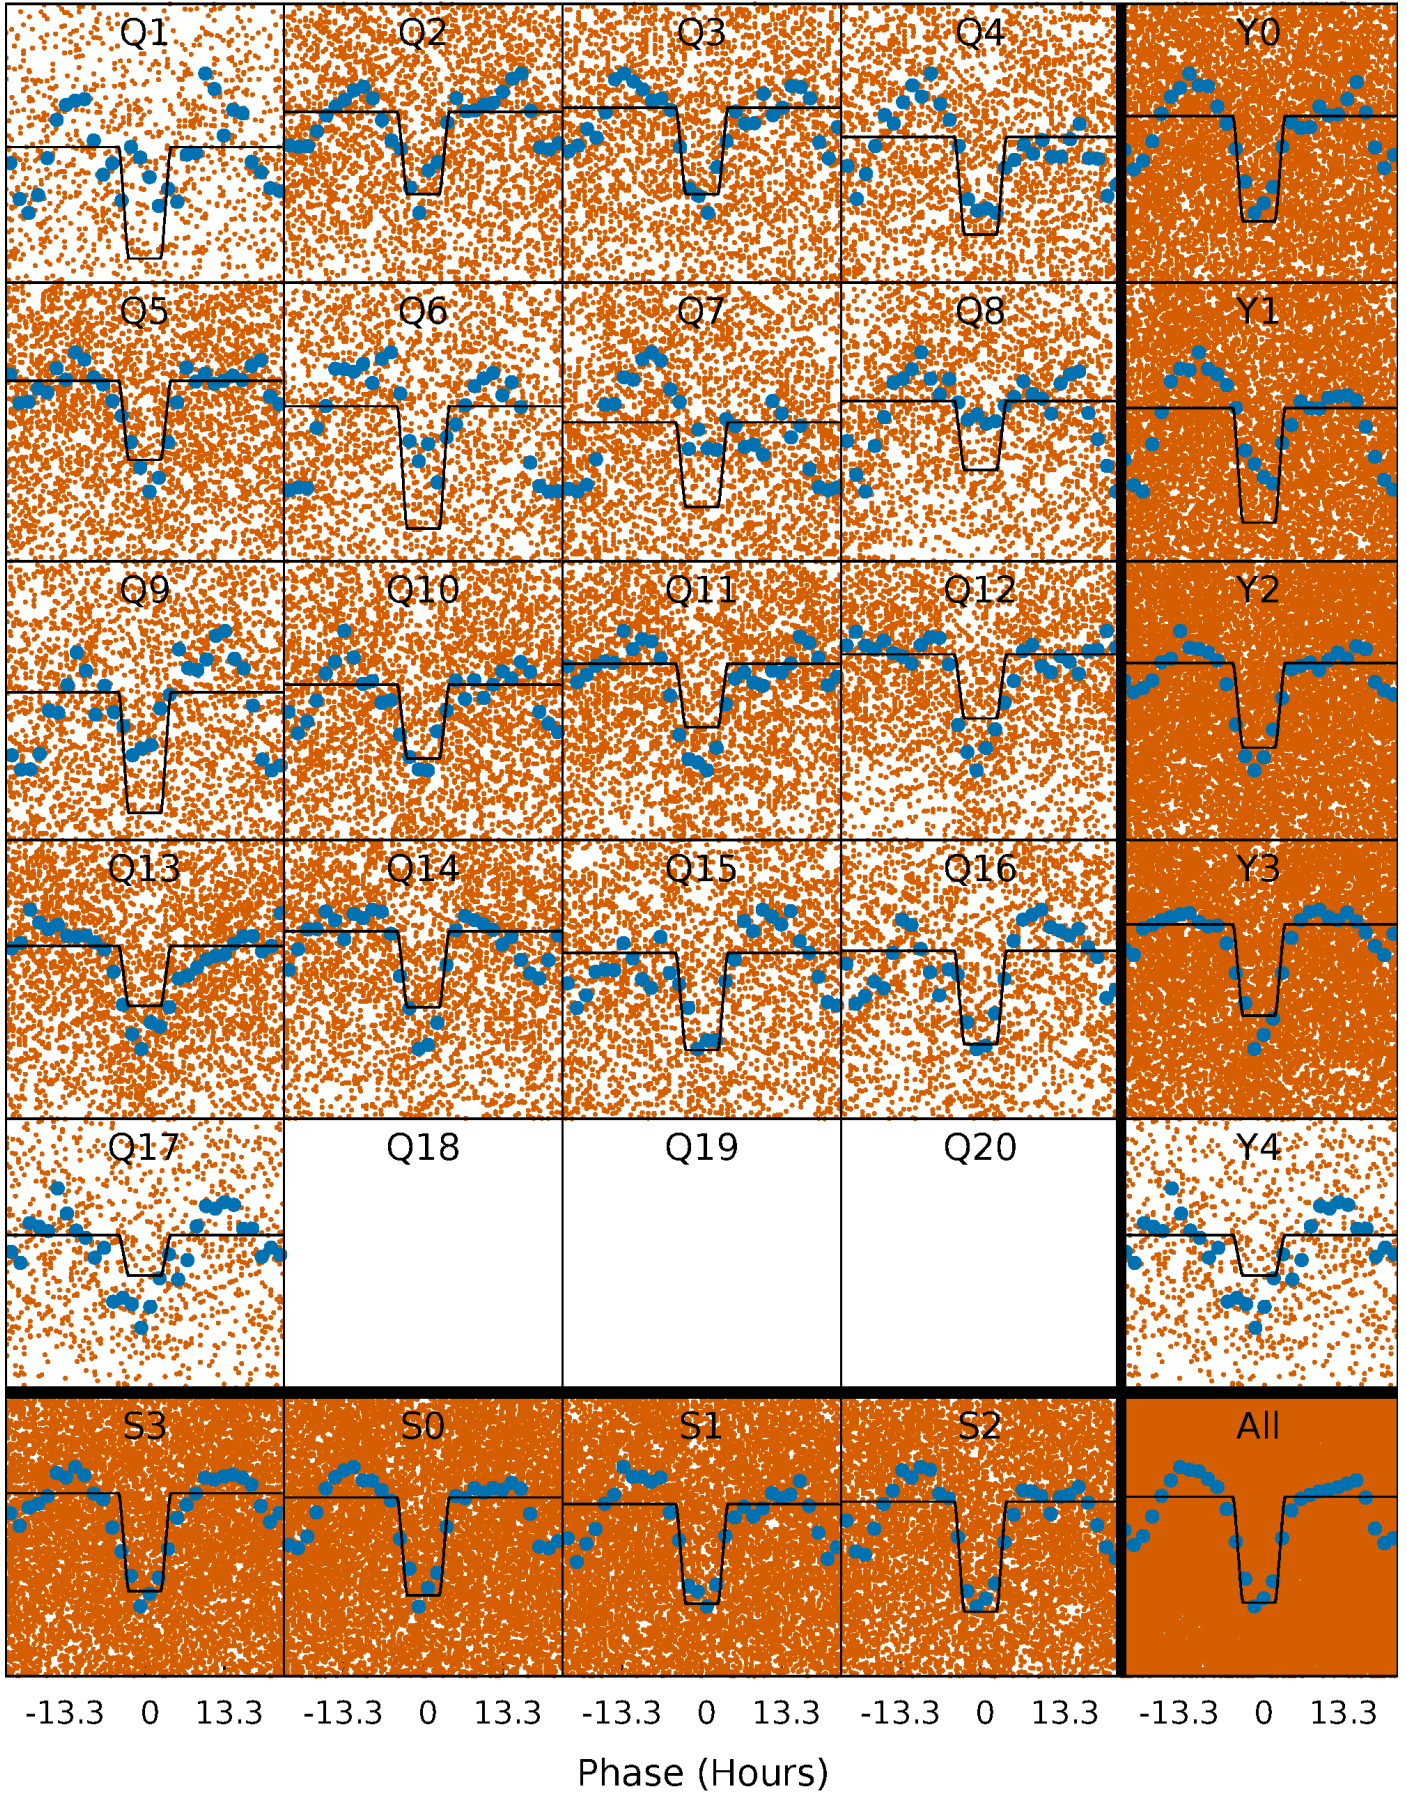 Q1 Q2 Q3 Q4 Y0
Q5 Q6 Q7 Q8 Y1
Q9 Q10 Q11 Q12 Y2
Q13 Q14 Q15 Q16 Y3
Q17 Q18 Q19 Q20 Y4
S3 S0 S1 S2 All
-13.3 0 13.3 -13.3 0 13.3 -13.3 0 13.3 -13.3 0 13.3 -13.3 0 13.3
Phase (Hours)